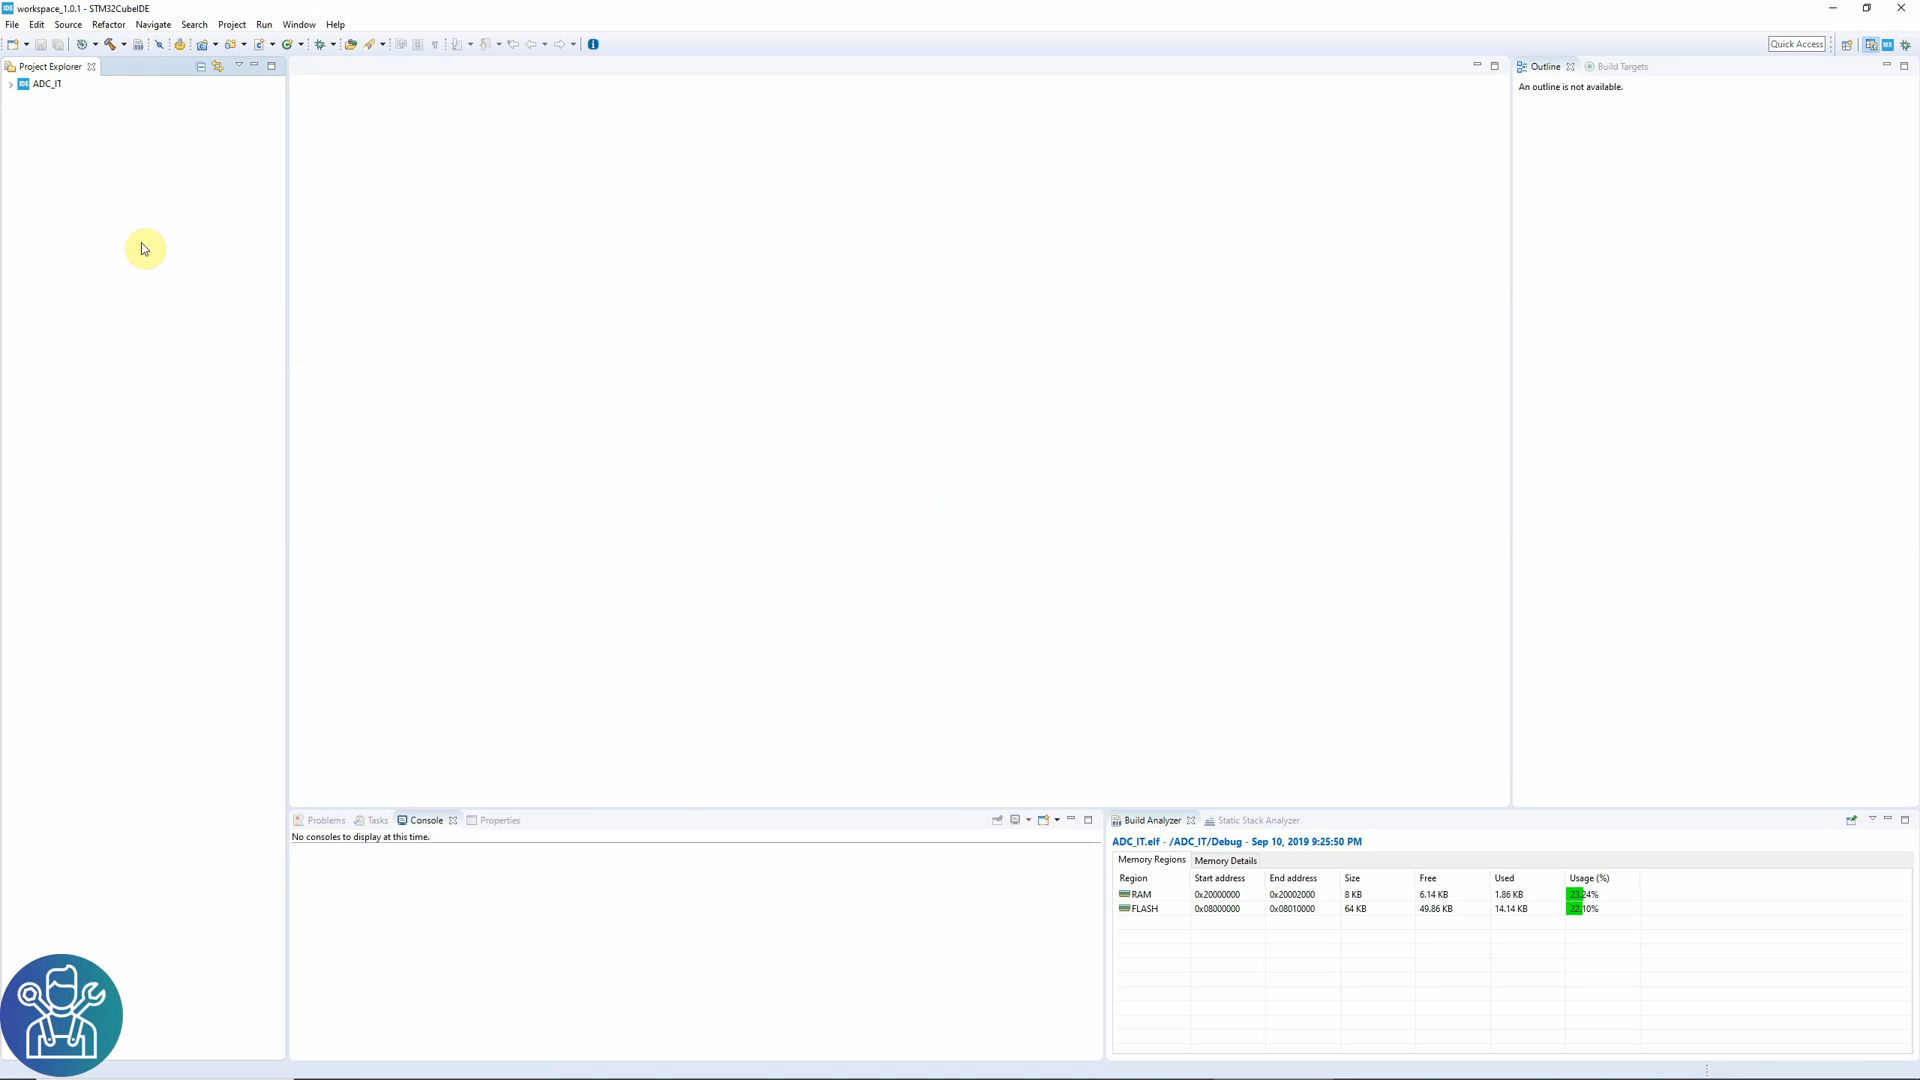 workspace_1.0.1 - STM32CubeIDE
File Edit Source Refactor Navigate Search Project Run Window Help
Quick Access
Project Explorer
ADC_IT
Outline Build Targets
An outline is not available.
Problems Tasks Console Properties
No consoles to display at this time.
Build Analyzer Static Stack Analyzer
ADC_IT.elf - /ADC_IT/Debug - Sep 10, 2019 9:25:50 PM
Memory Regions Memory Details
Region Start address End address Size Free Used Usage (%)
RAM 0x20000000 0x20002000 8 KB 6.14 KB 1.86 KB 23.24%
FLASH 0x08000000 0x08010000 64 KB 49.86 KB 14.14 KB 22.10%